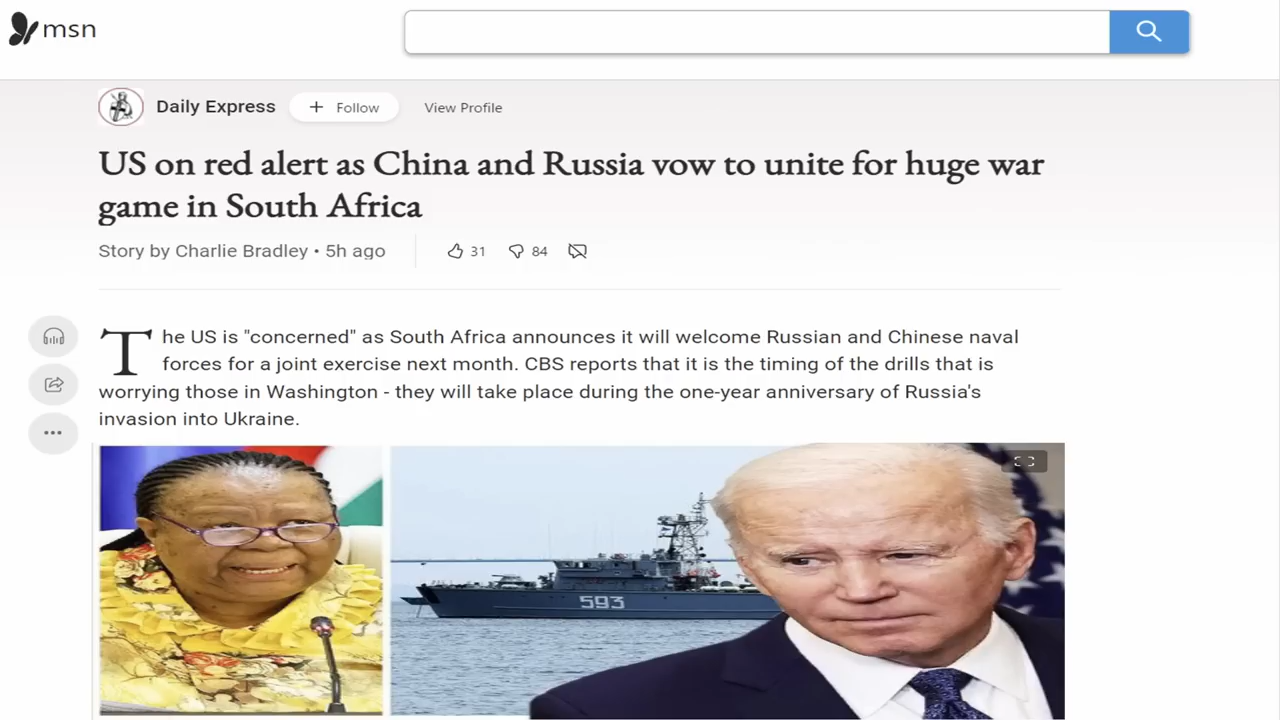 msn
Daily Express
+ Follow
View Profile
US on red alert as China and Russia vow to unite for huge war
game in South Africa
Story by Charlie Bradley • 5h ago
31
84
The US is "concerned" as South Africa announces it will welcome Russian and Chinese naval
forces for a joint exercise next month. CBS reports that it is the timing of the drills that is
worrying those in Washington - they will take place during the one-year anniversary of Russia's
invasion into Ukraine.
593